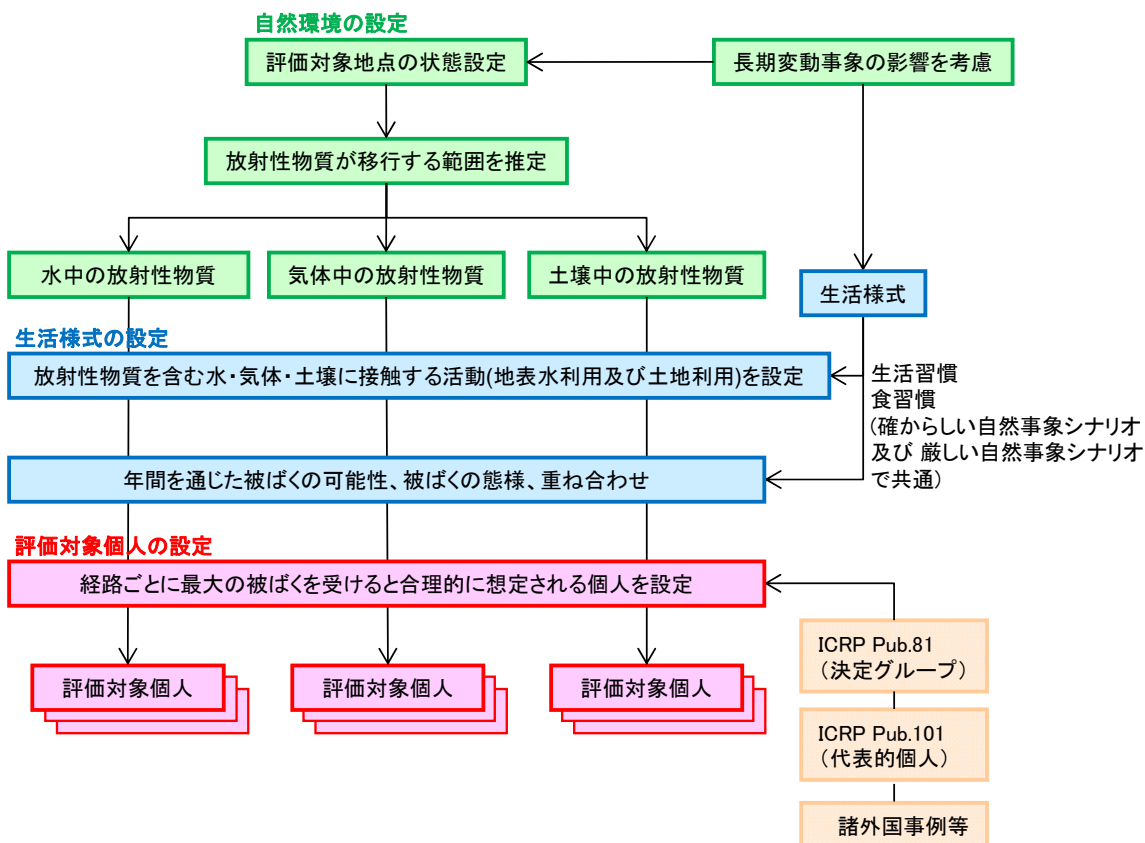 自然環境の設定
評価対象地点の状態設定
長期変動事象の影響を考慮
放射性物質が移行する範囲を推定
水中の放射性物質
気体中の放射性物質
土壌中の放射性物質
生活様式
生活様式の設定
放射性物質を含む水・気体・土壌に接触する活動(地表水利用及び土地利用)を設定
生活習慣
食習慣
(確からしい自然事象シナリオ
及び 厳しい自然事象シナリオ
で共通)
年間を通じた被ばくの可能性、被ばくの態様、重ね合わせ
評価対象個人の設定
経路ごとに最大の被ばくを受けると合理的に想定される個人を設定
評価対象個人
評価対象個人
評価対象個人
ICRP Pub.81
（決定グループ）
ICRP Pub.101
（代表的個人）
諸外国事例等